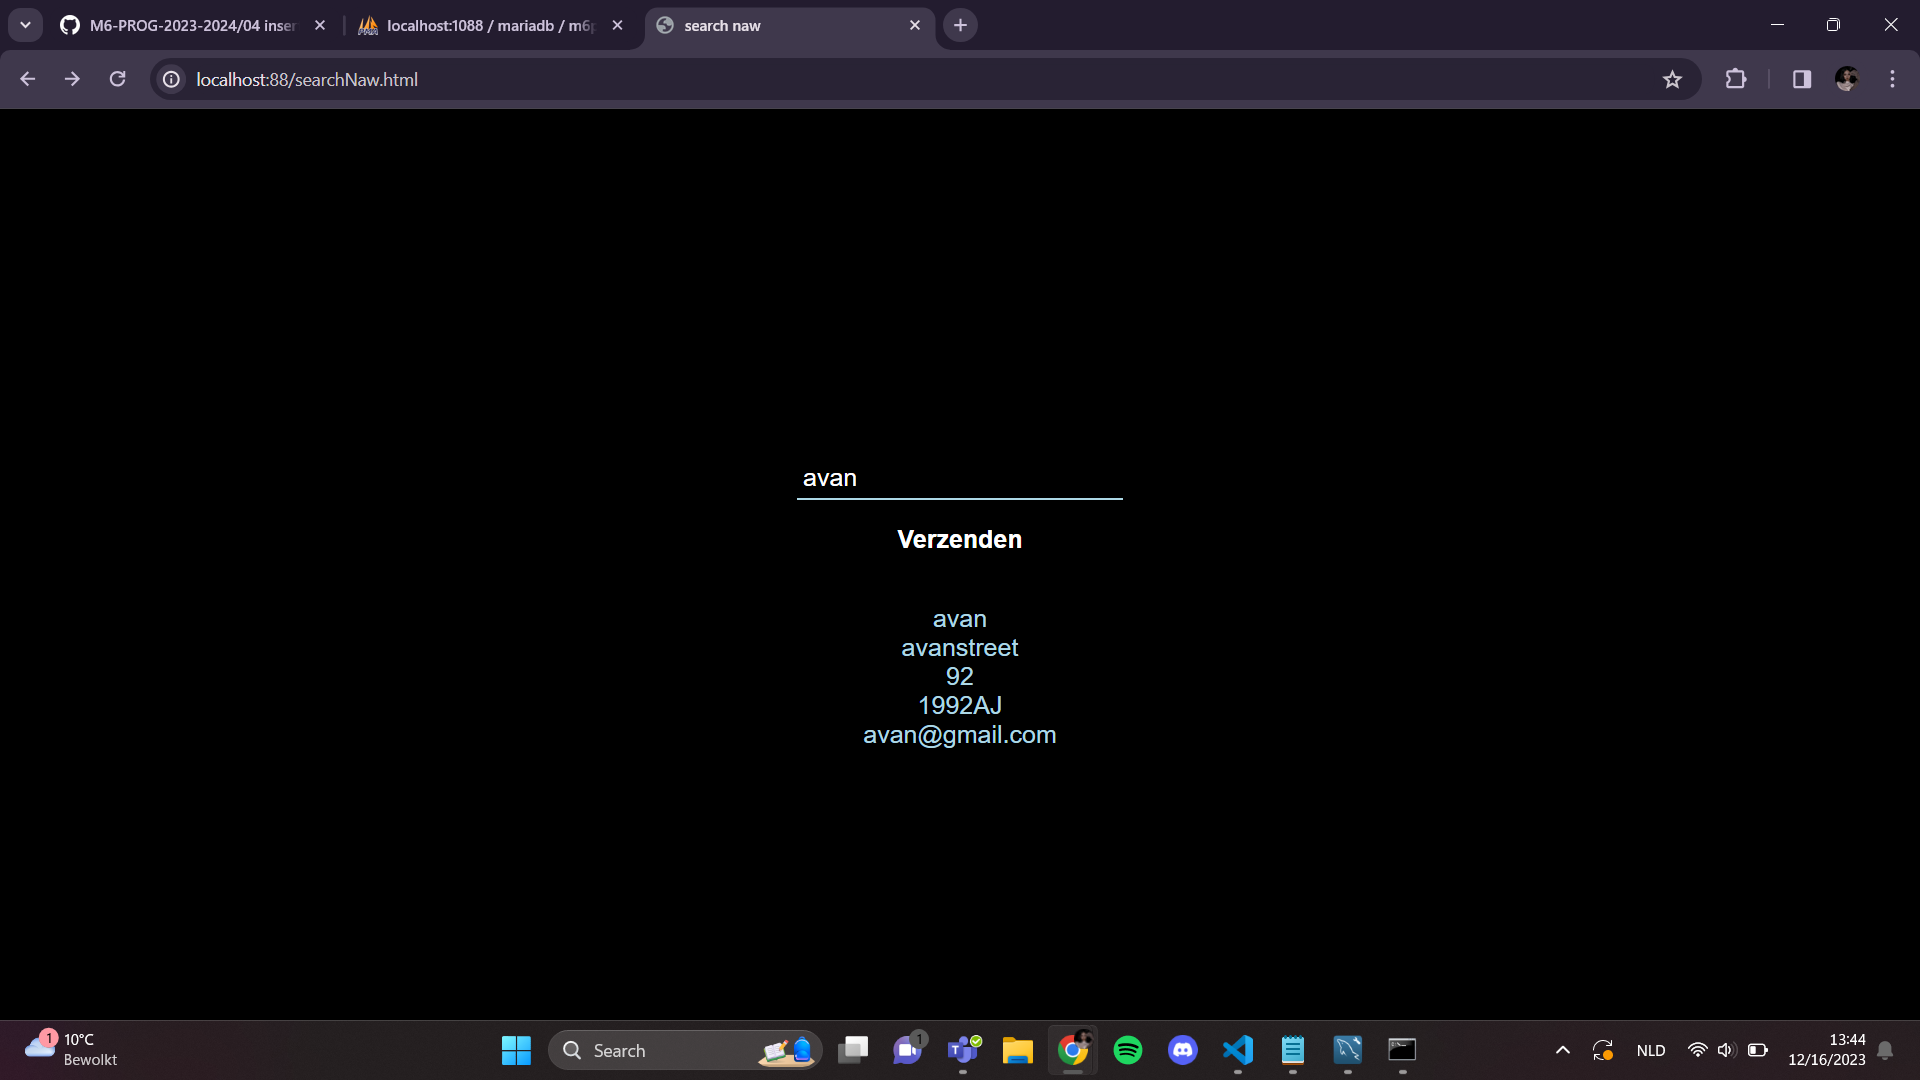 M6-PROG-2023-2024/04 inser
localhost:1088 / mariadb / m6p
search naw
localhost:88/searchNaw.html
avan
Verzenden
avan
avanstreet
92
1992AJ
avan@gmail.com
1
10°C
Bewolkt
Search
1
NLD
13:44
12/16/2023